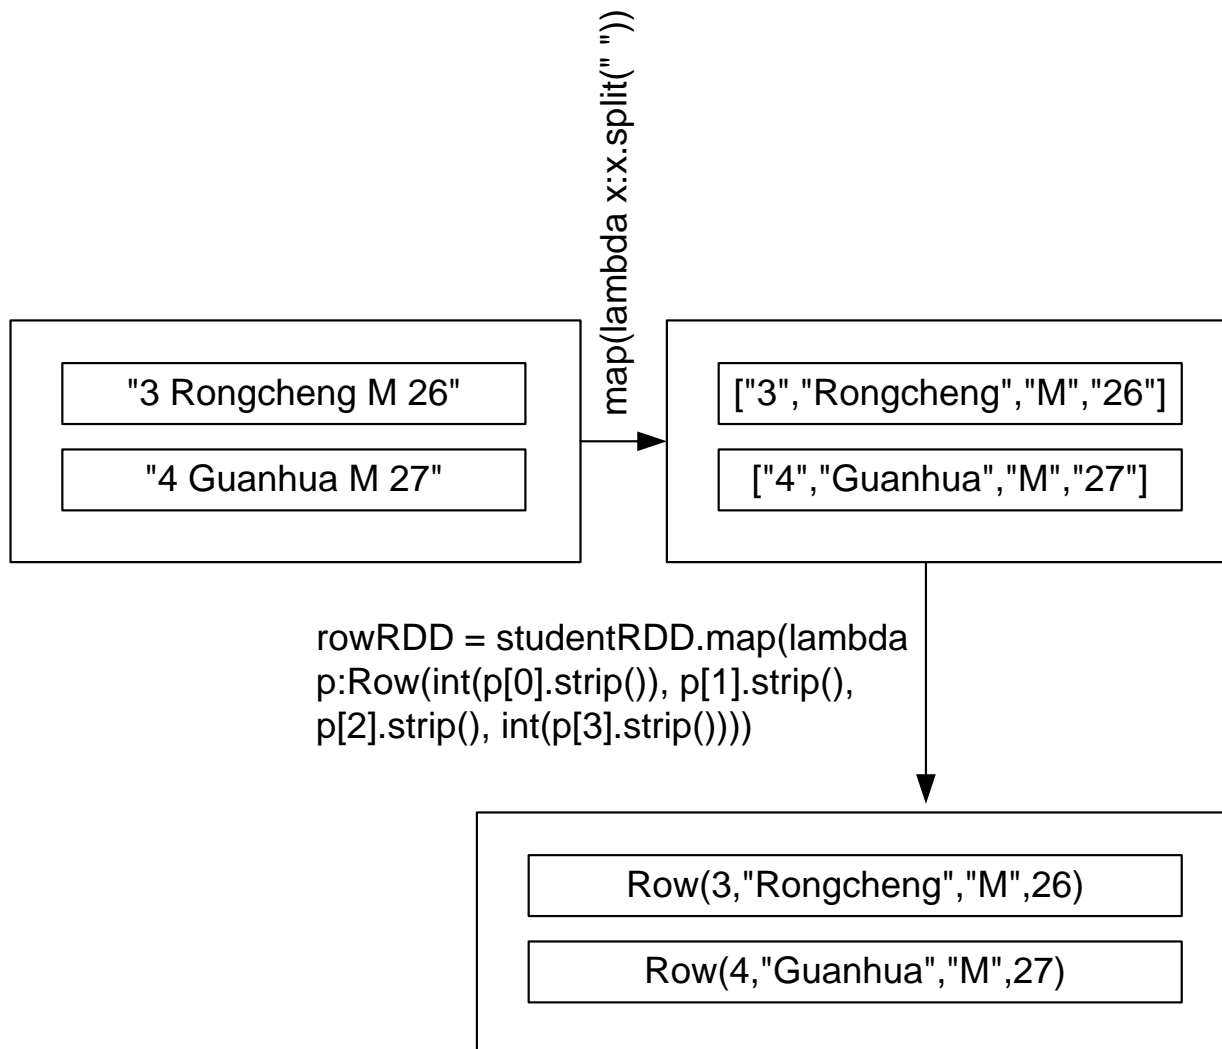 map(lambda x:x.split(" "))
"3 Rongcheng M 26"
"4 Guanhua M 27"
["3","Rongcheng","M","26"]
["4","Guanhua","M","27"]
rowRDD = studentRDD.map(lambda
p:Row(int(p[0].strip()), p[1].strip(),
p[2].strip(), int(p[3].strip())))
Row(3,"Rongcheng","M",26)
Row(4,"Guanhua","M",27)